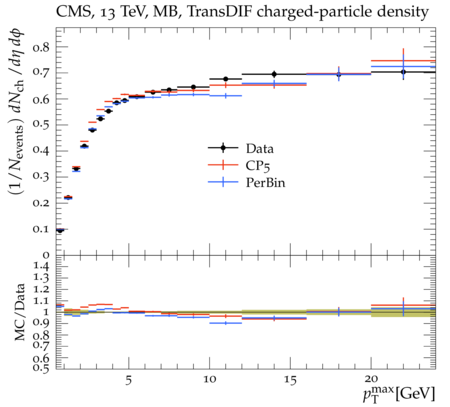 CMS, 13 TeV, MB, TransDIF charged-particle density
(1/N_events) dN_ch/dη dφ
0.8
0.7
0.6
0.5
0.4
0.3
0.2
0.1
0
Data
CP5
PerBin
MC/Data
1.4
1.3
1.2
1.1
1
0.9
0.8
0.7
0.6
0.5
5 10 15 20
p_T^max[GeV]